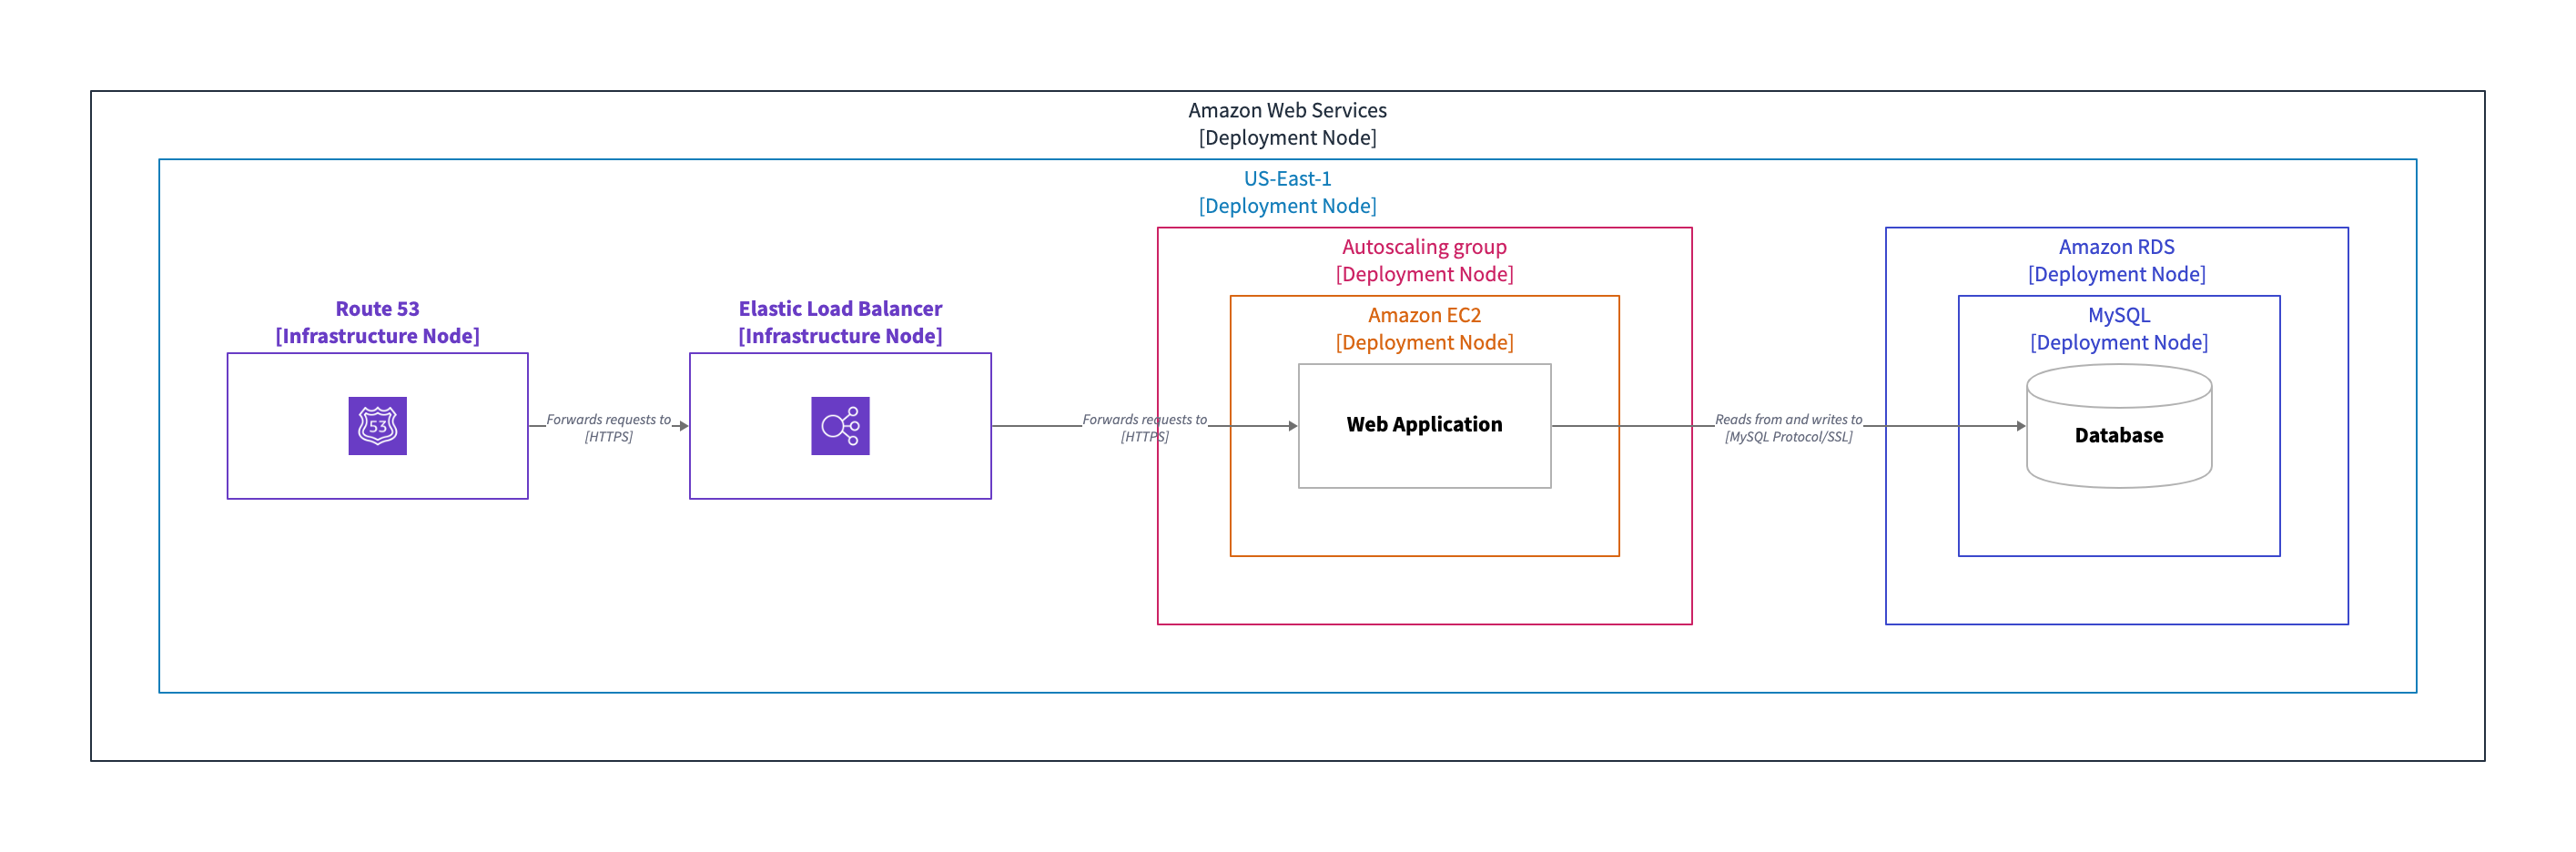 Amazon Web Services
[Deployment Node]
US-East-1
[Deployment Node]
Route 53
[Infrastructure Node]
53
Forwards requests to
[HTTPS]
Elastic Load Balancer
[Infrastructure Node]
Forwards requests to
[HTTPS]
Autoscaling group
[Deployment Node]
Amazon EC2
[Deployment Node]
Web Application
Reads from and writes to
[MySQL Protocol/SSL]
Amazon RDS
[Deployment Node]
MySQL
[Deployment Node]
Database